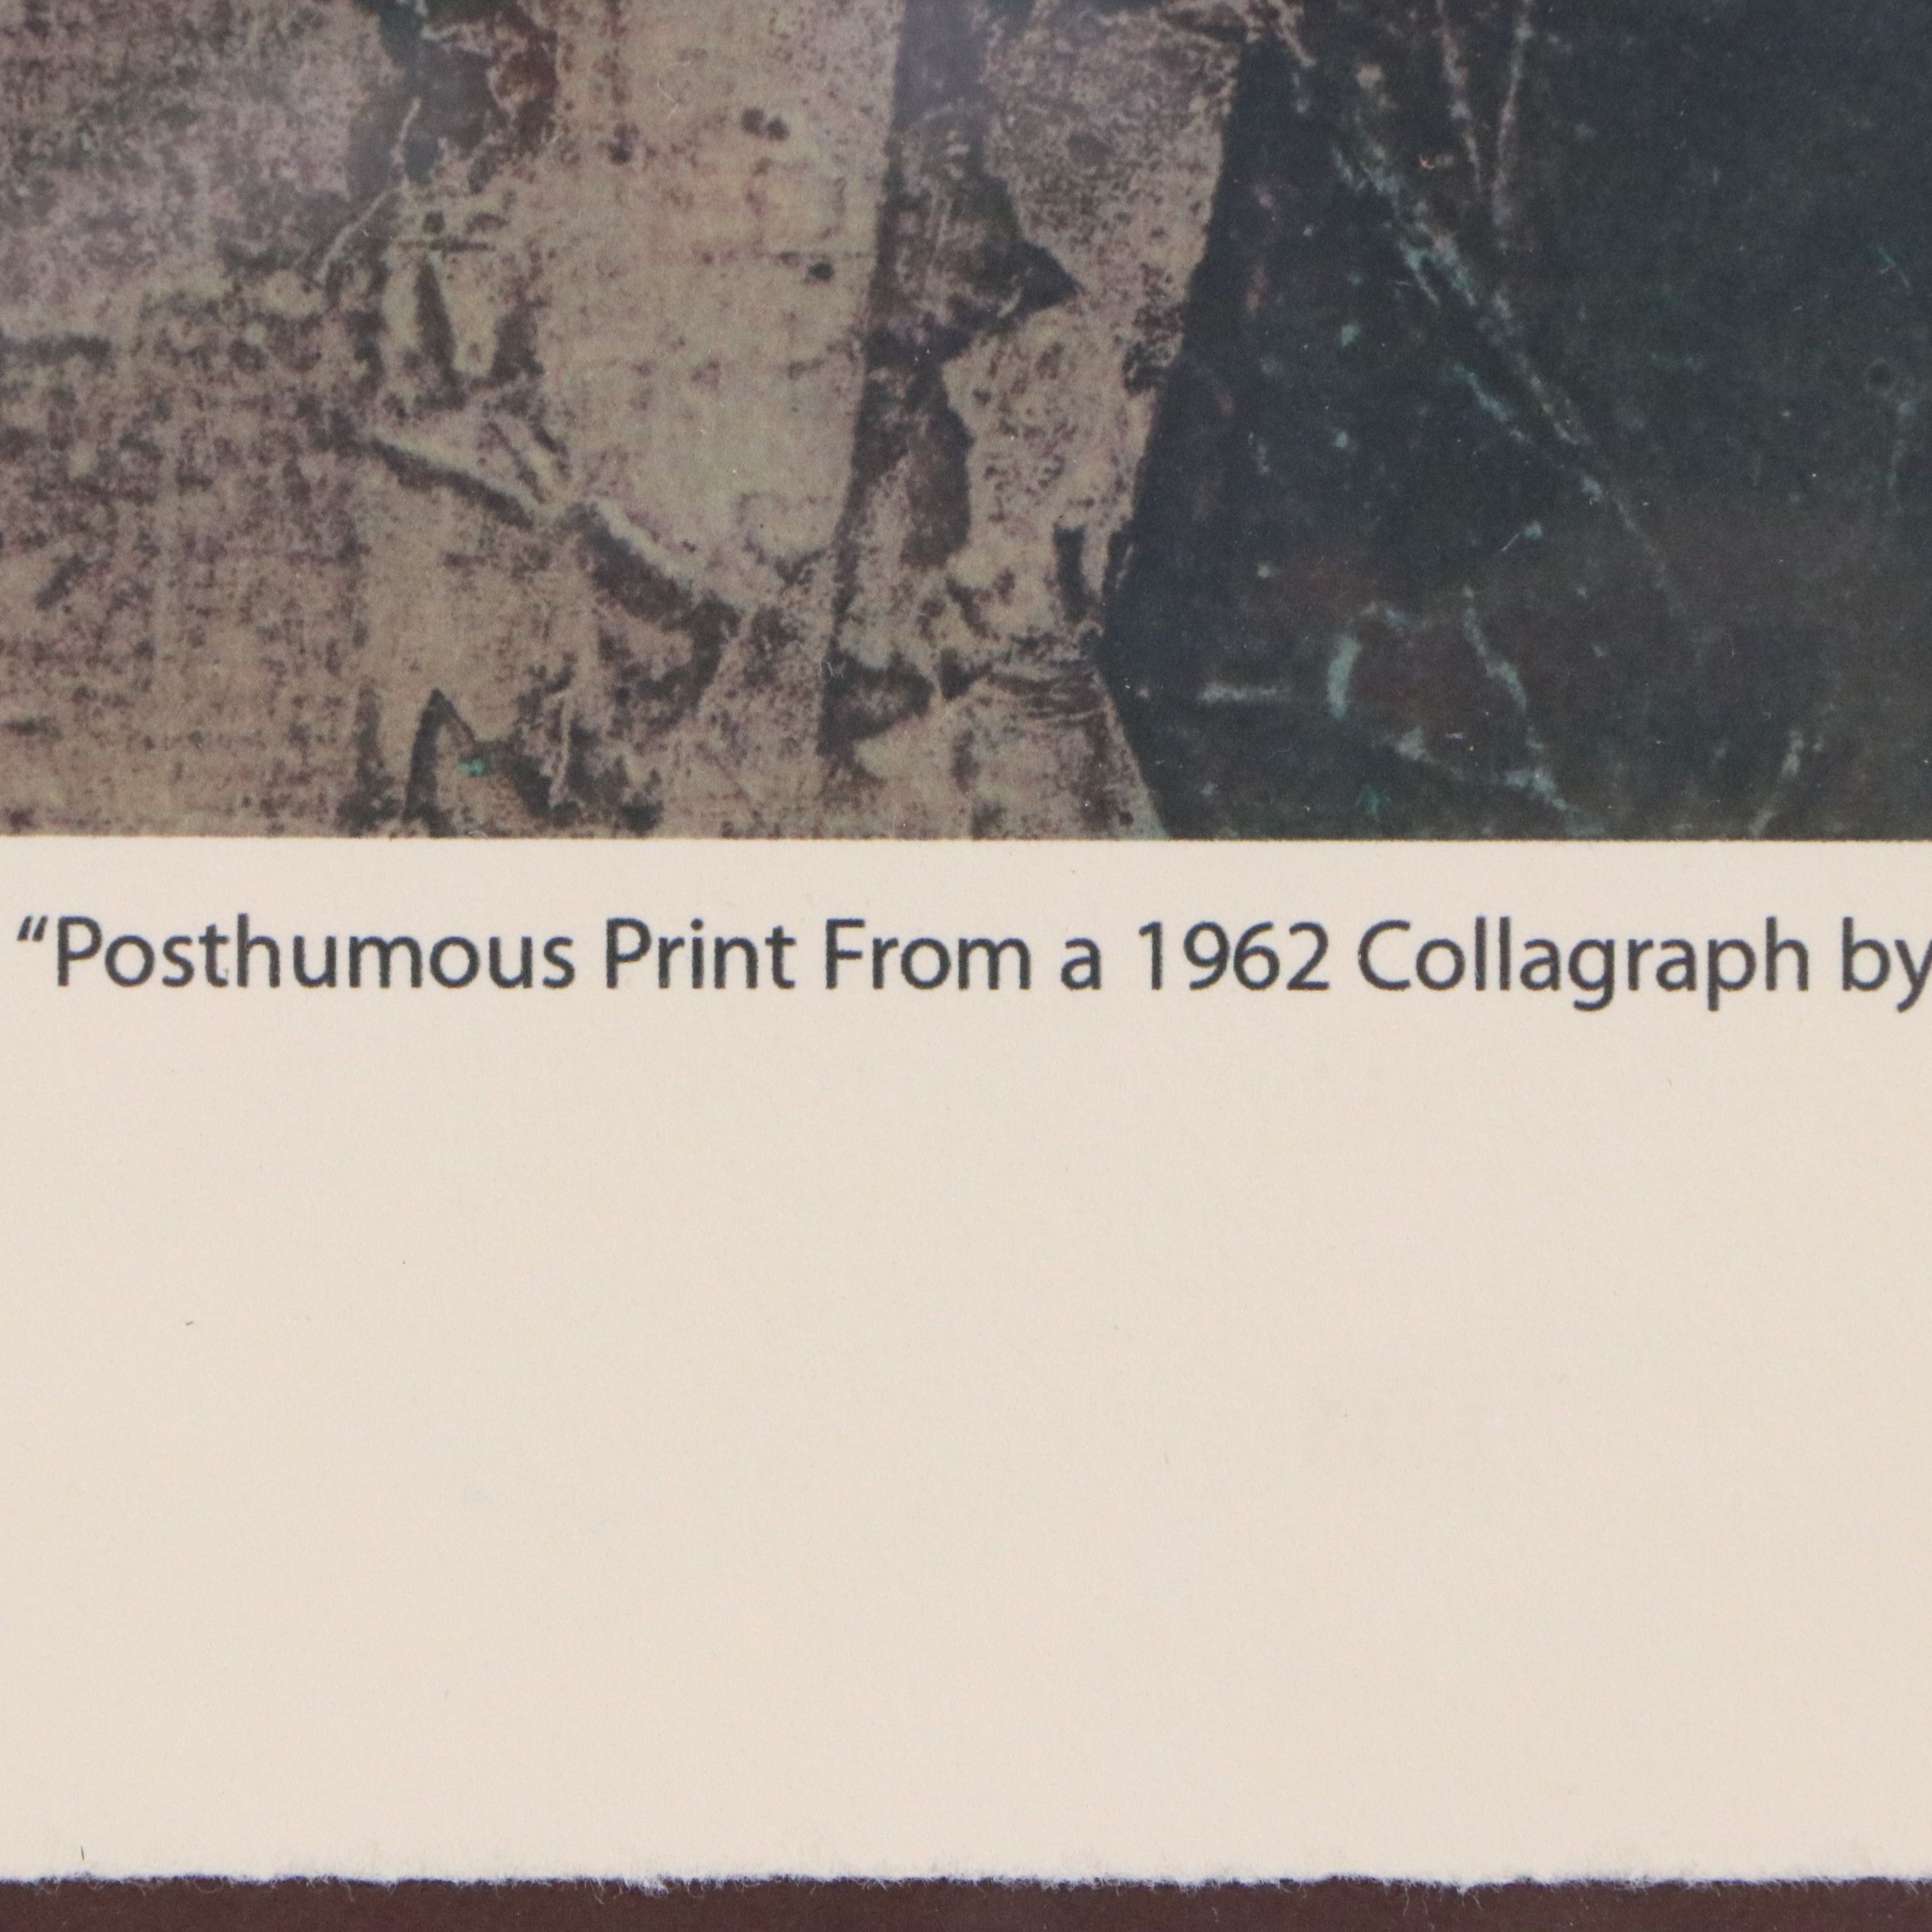 “Posthumous Print From a 1962 Collagraph by